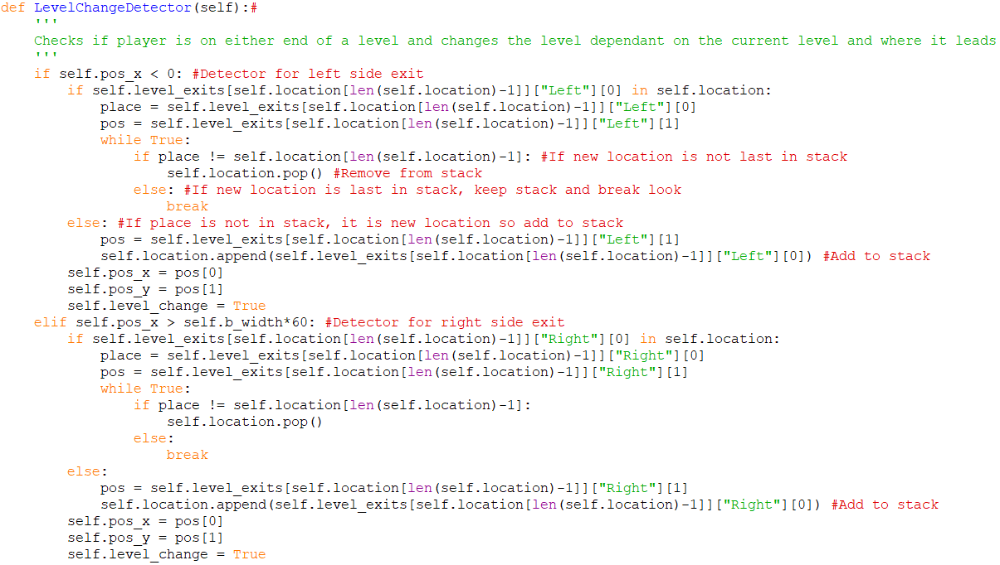 def LevelChangeDetector(self):#
    '''
    Checks if player is on either end of a level and changes the level dependant on the current level and where it leads
    '''
    if self.pos_x < 0: #Detector for left side exit
        if self.level_exits[self.location[len(self.location)-1]]["Left"][0] in self.location:
            place = self.level_exits[self.location[len(self.location)-1]]["Left"][0]
            pos = self.level_exits[self.location[len(self.location)-1]]["Left"][1]
            while True:
                if place != self.location[len(self.location)-1]: #If new location is not last in stack
                    self.location.pop() #Remove from stack
                else: #If new location is last in stack, keep stack and break look
                    break
        else: #If place is not in stack, it is new location so add to stack
            pos = self.level_exits[self.location[len(self.location)-1]]["Left"][1]
            self.location.append(self.level_exits[self.location[len(self.location)-1]]["Left"][0]) #Add to stack
        self.pos_x = pos[0]
        self.pos_y = pos[1]
        self.level_change = True
    elif self.pos_x > self.b_width*60: #Detector for right side exit
        if self.level_exits[self.location[len(self.location)-1]]["Right"][0] in self.location:
            place = self.level_exits[self.location[len(self.location)-1]]["Right"][0]
            pos = self.level_exits[self.location[len(self.location)-1]]["Right"][1]
            while True:
                if place != self.location[len(self.location)-1]:
                    self.location.pop()
                else:
                    break
        else:
            pos = self.level_exits[self.location[len(self.location)-1]]["Right"][1]
            self.location.append(self.level_exits[self.location[len(self.location)-1]]["Right"][0]) #Add to stack
        self.pos_x = pos[0]
        self.pos_y = pos[1]
        self.level_change = True